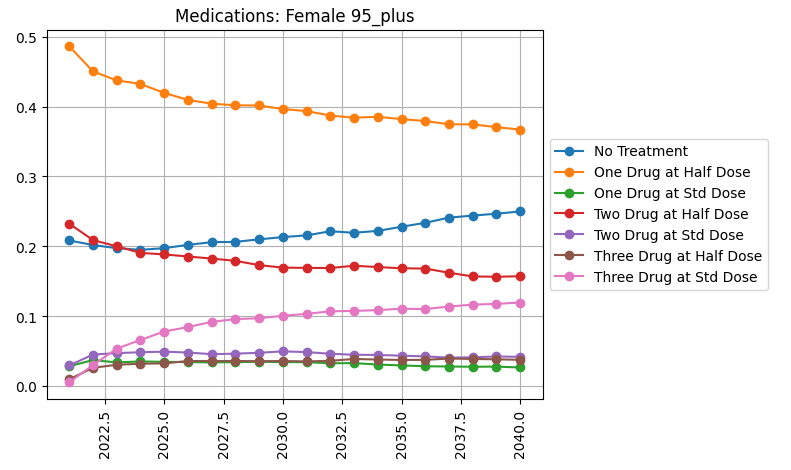 Medications: Female 95_plus
0.5
0.4
0.3
0.2
0.1
0.0
2022.5
2025.0
2027.5
2030.0
2032.5
2035.0
2037.5
2040.0
No Treatment
One Drug at Half Dose
One Drug at Std Dose
Two Drug at Half Dose
Two Drug at Std Dose
Three Drug at Half Dose
Three Drug at Std Dose